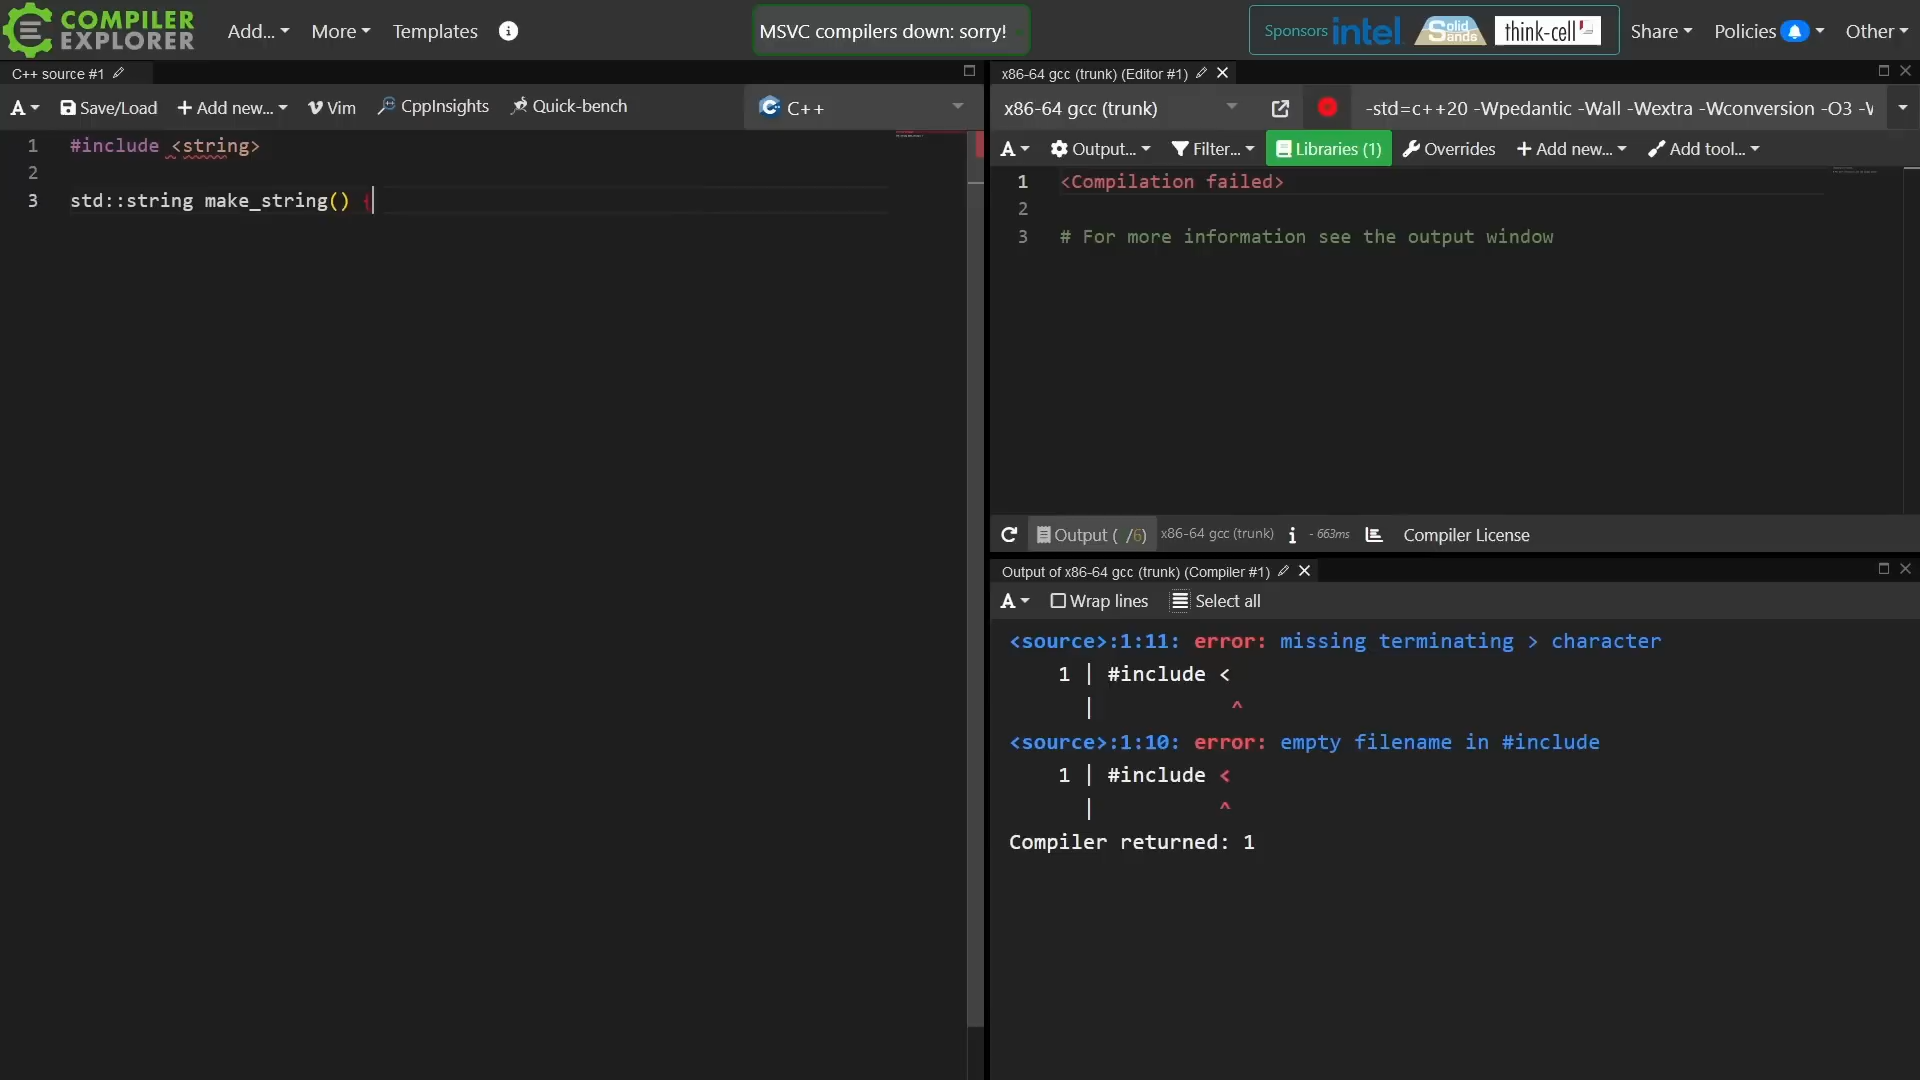 COMPILER EXPLORER
Add...
More
Templates
MSVC compilers down: sorry!
Sponsors intel Solid Sands think-cell
Share
Policies
Other
C++ source #1
A
Save/Load
Add new...
Vim
CppInsights
Quick-bench
C++
1 #include <string>
2
3 std::string make_string() {
x86-64 gcc (trunk) (Editor #1)
x86-64 gcc (trunk)
-std=c++20 -Wpedantic -Wall -Wextra -Wconversion -O3 -W
A
Output...
Filter...
Libraries (1)
Overrides
Add new...
Add tool...
1 <Compilation failed>
2
3 # For more information see the output window
Output ( /6) x86-64 gcc (trunk) i - 663ms Compiler License
Output of x86-64 gcc (trunk) (Compiler #1)
A
Wrap lines
Select all
<source>:1:11: error: missing terminating > character
1 | #include <
| ^
<source>:1:10: error: empty filename in #include
1 | #include <
| ^
Compiler returned: 1